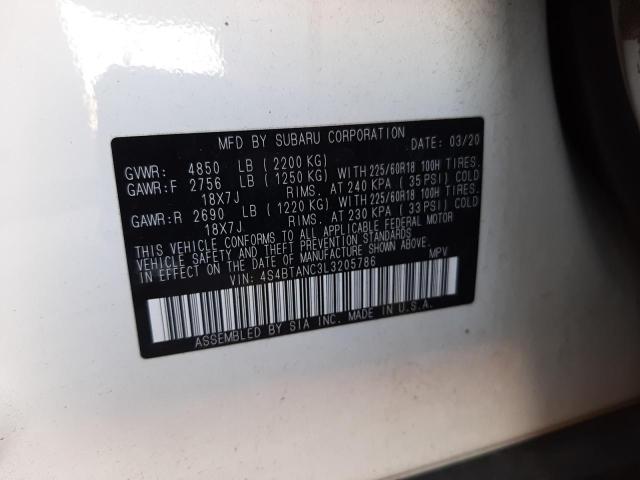 MFD BY SUBARU CORPORATION DATE: 03/20
GVWR: 4850 LB (2200 KG)
GAWR:F 2756 LB (1250 KG) WITH 225/60R18 100H TIRES.
18X7J RIMS. AT 240 KPA (35 PSI) COLD
GAWR:R 2690 LB (1220 KG) WITH 225/60R18 100H TIRES.
18X7J RIMS. AT 230 KPA (33 PSI) COLD
THIS VEHICLE CONFORMS TO ALL APPLICABLE FEDERAL MOTOR
VEHICLE SAFETY STANDARDS IN EFFECT ON THE DATE OF MANUFACTURE SHOWN ABOVE.
VIN: 4S4BTANC3L3205786 MPV
ASSEMBLED BY SIA INC. MADE IN U.S.A.